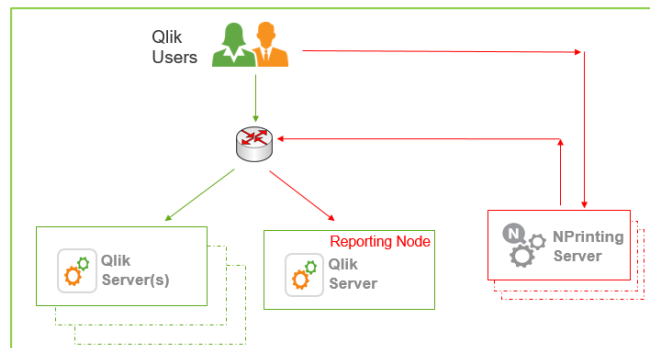 Qlik
Users
Reporting Node
Qlik
Server(s)
Qlik
Server
N
NPrinting
Server